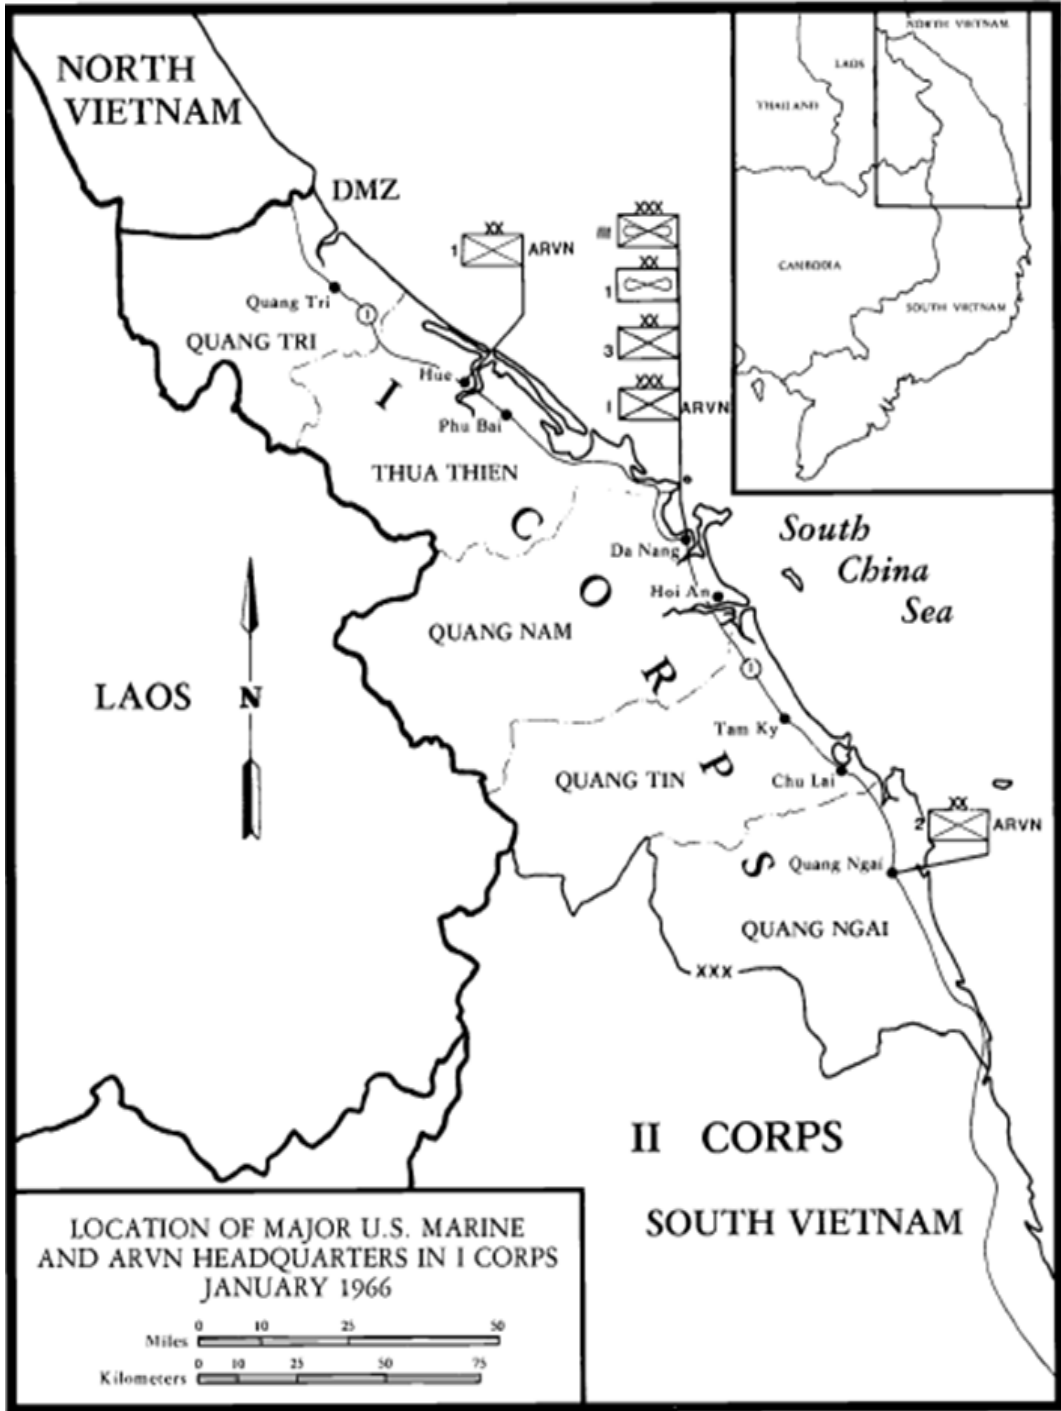 NORTH
VIETNAM
DMZ
XX
1
ARVN
XXX
III
XX
1
XX
3
XXX
I
ARVN
NORTH VIETNAM
LAOS
THAILAND
CAMBODIA
SOUTH VIETNAM
Quang Tri
1
QUANG TRI
Hue
I
Phu Bai
THUA THIEN
C
Da Nang
South
China
Sea
O
Hoi An
QUANG NAM
R
1
LAOS
N
Tam Ky
P
QUANG TIN
Chu Lai
XX
2
ARVN
S
Quang Ngai
QUANG NGAI
XXX
II CORPS
SOUTH VIETNAM
LOCATION OF MAJOR U.S. MARINE
AND ARVN HEADQUARTERS IN I CORPS
JANUARY 1966
0 10 25 50
Miles
0 10 25 50 75
Kilometers